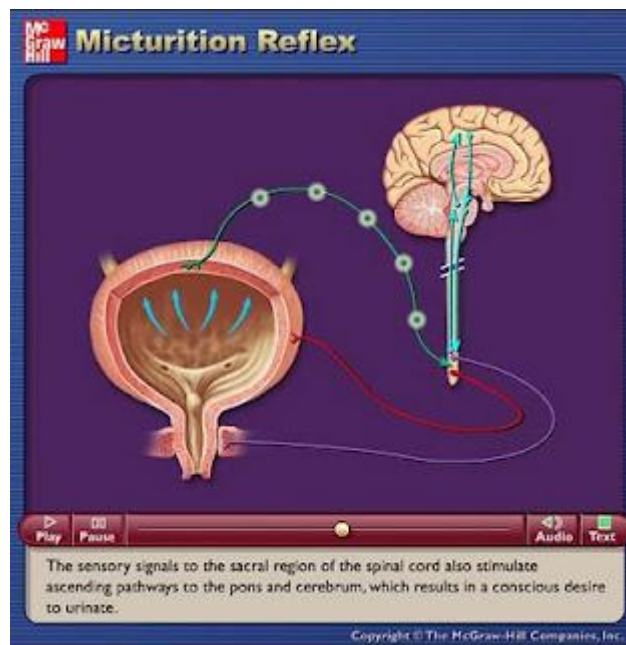 Mc
Graw
Hill
Micturition Reflex
Play
Pause
Audio
Text
The sensory signals to the sacral region of the spinal cord also stimulate
ascending pathways to the pons and cerebrum, which results in a conscious desire
to urinate.
Copyright © The McGraw-Hill Companies, Inc.